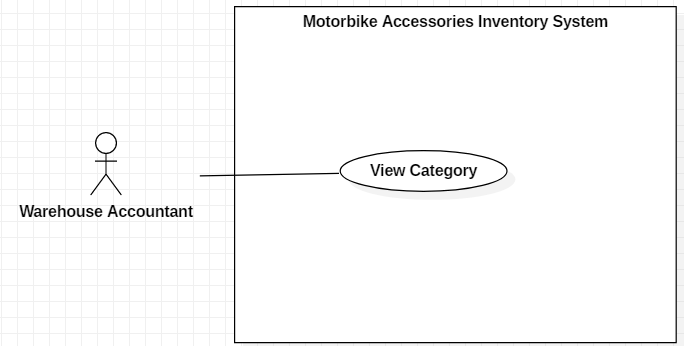 Motorbike Accessories Inventory System
View Category
Warehouse Accountant